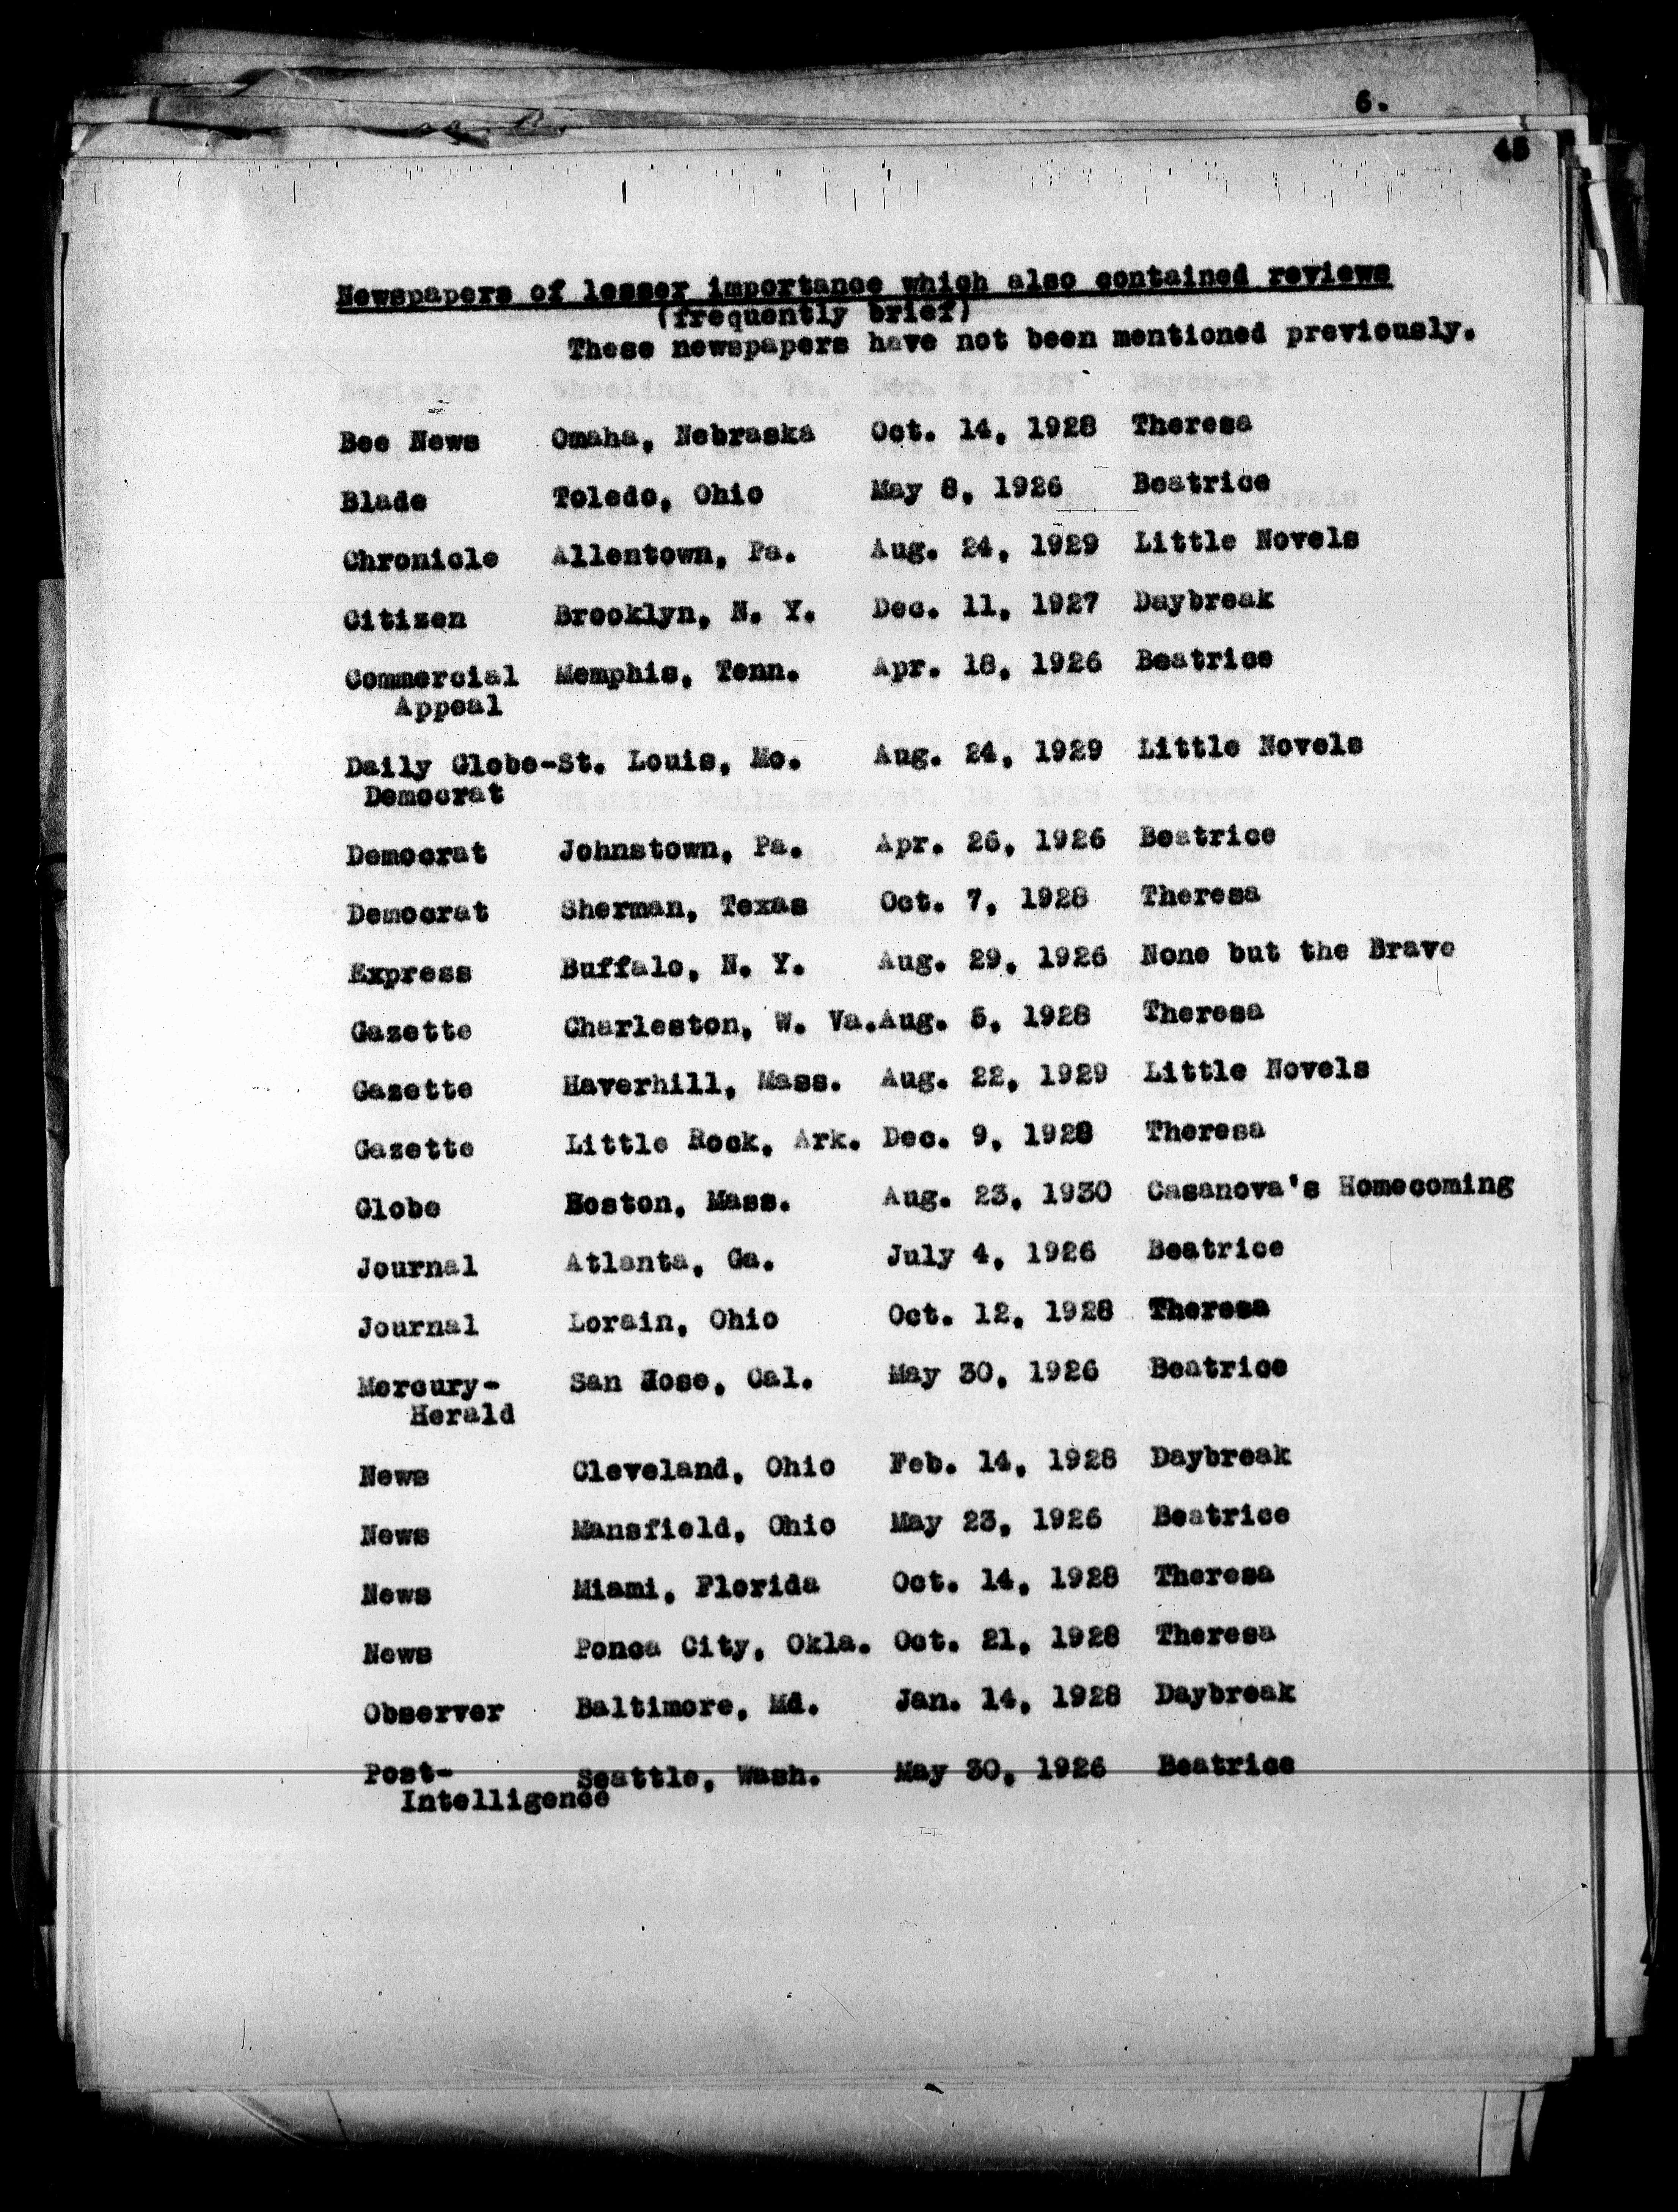 6.
45
Newspapers of lesser importance which also contained reviews
(frequently brief)
These newspapers have not been mentioned previously.
Bee News Omaha, Nebraska Oct. 14, 1928 Theresa
Blade Toledo, Ohio May 8, 1926 Beatrice
Chronicle Allentown, Pa. Aug. 24, 1929 Little Novels
Citizen Brooklyn, N. Y. Dec. 11, 1927 Daybreak
Commercial Memphis, Tenn. Apr. 18, 1926 Beatrice
Appeal
Daily Globe-St. Louis, Mo. Aug. 24, 1929 Little Novels
Democrat
Democrat Johnstown, Pa. Apr. 26, 1926 Beatrice
Democrat Sherman, Texas Oct. 7, 1928 Theresa
Express Buffalo, N. Y. Aug. 29, 1926 None but the Brave
Gazette Charleston, W. Va.Aug. 5, 1928 Theresa
Gazette Haverhill, Mass. Aug. 22, 1929 Little Novels
Gazette Little Rock, Ark. Dec. 9, 1928 Theresa
Globe Boston, Mass. Aug. 23, 1930 Casanova's Homecoming
Journal Atlanta, Ga. July 4, 1926 Beatrice
Journal Lorain, Ohio Oct. 12, 1928 Theresa
Mercury- San Jose, Cal. May 30, 1926 Beatrice
Herald
News Cleveland, Ohio Feb. 14, 1928 Daybreak
News Mansfield, Ohio May 23, 1926 Beatrice
News Miami, Florida Oct. 14, 1928 Theresa
News Ponca City, Okla. Oct. 21, 1928 Theresa
Observer Baltimore, Md. Jan. 14, 1928 Daybreak
Post- Seattle, Wash. May 30, 1926 Beatrice
Intelligence